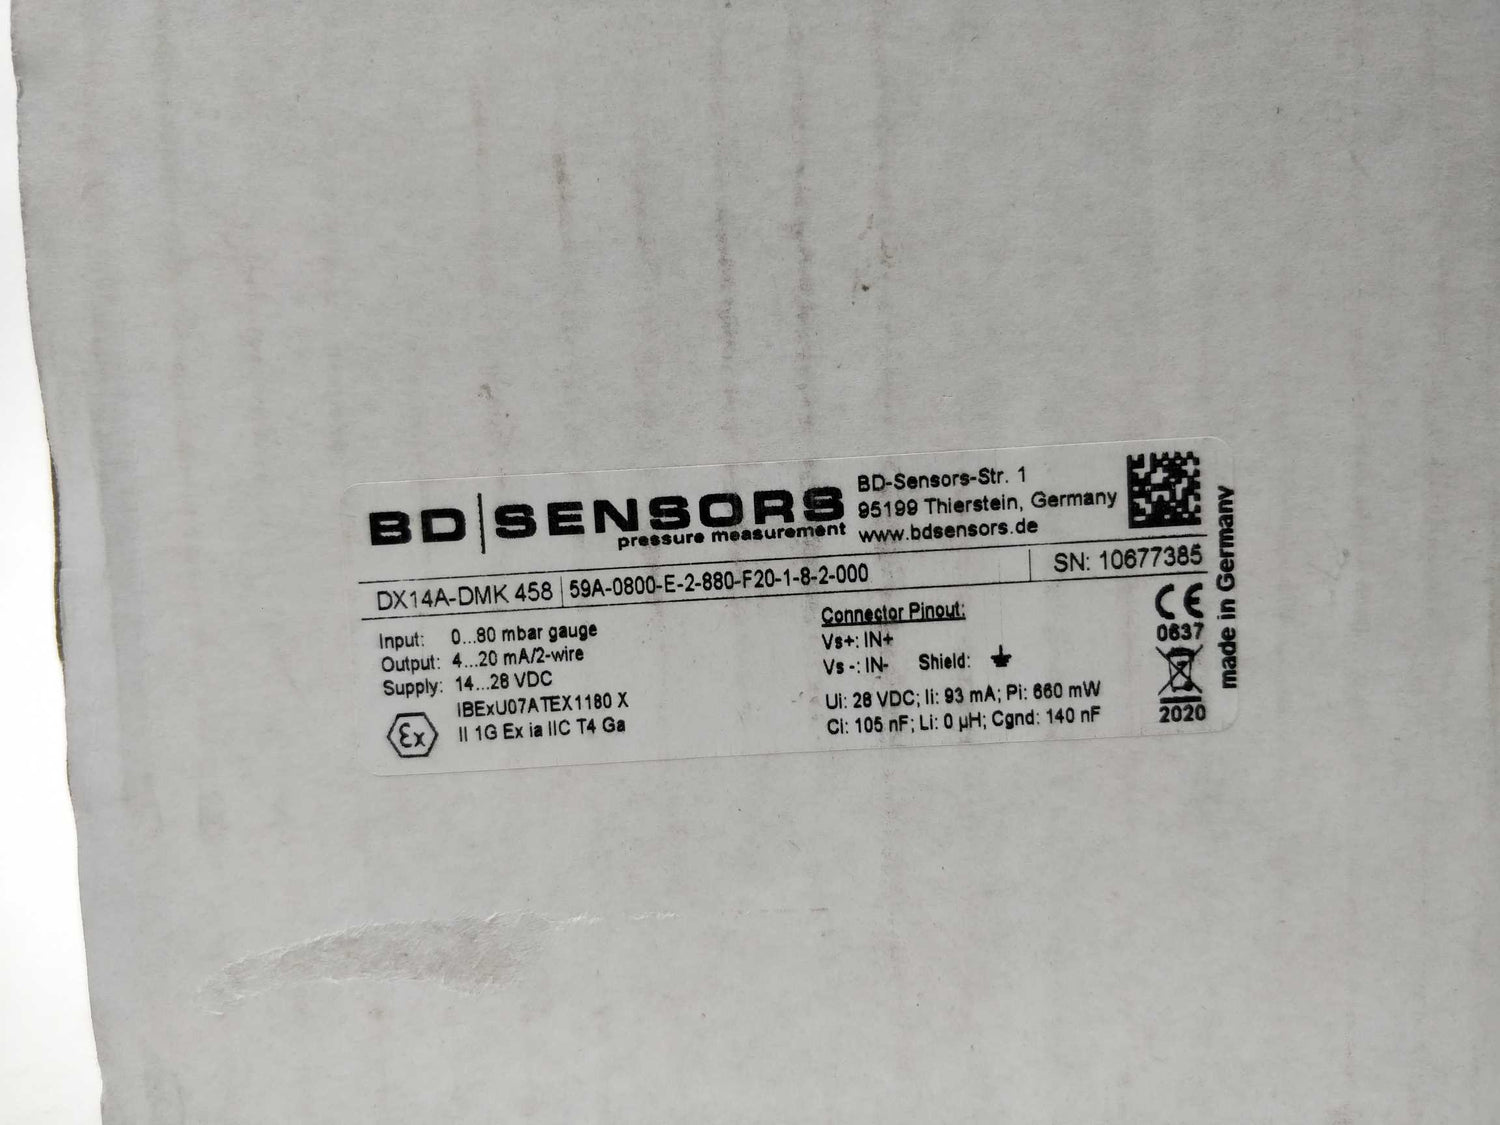 BD SENSORS
pressure measurement
BD-Sensors-Str. 1
95199 Thierstein, Germany
www.bdsensors.de
DX14A-DMK 458 59A-0800-E-2-880-F20-1-8-2-000 SN: 10677385
Input: 0...80 mbar gauge
Output: 4...20 mA/2-wire
Supply: 14...28 VDC
IBExU07ATEX1180 X
Ex II 1G Ex ia IIC T4 Ga
Connector Pinout:
Vs+: IN+
Vs -: IN- Shield:
Ui: 28 VDC; Ii: 93 mA; Pi: 660 mW
Ci: 105 nF; Li: 0 µH; Cgnd: 140 nF
CE
0637
2020
made in Germany